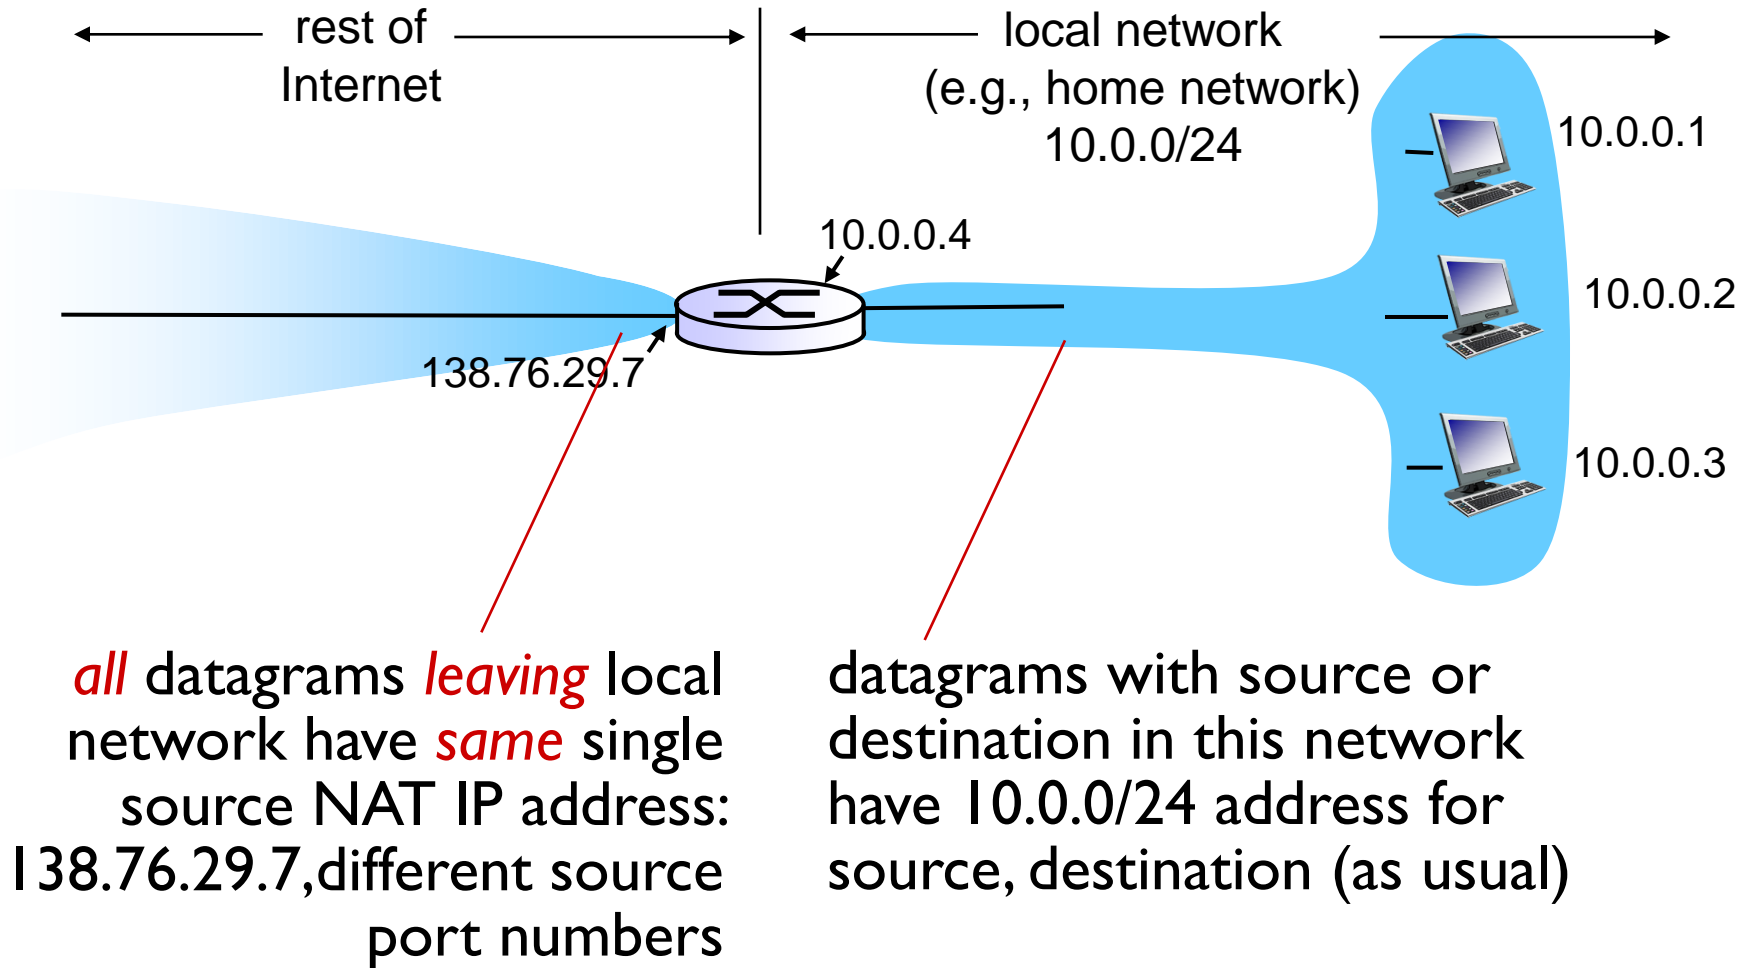 rest of
Internet
local network
(e.g., home network)
10.0.0/24
10.0.0.1
10.0.0.4
10.0.0.2
138.76.29.7
10.0.0.3
all datagrams leaving local
network have same single
source NAT IP address:
138.76.29.7,different source
port numbers
datagrams with source or
destination in this network
have 10.0.0/24 address for
source, destination (as usual)